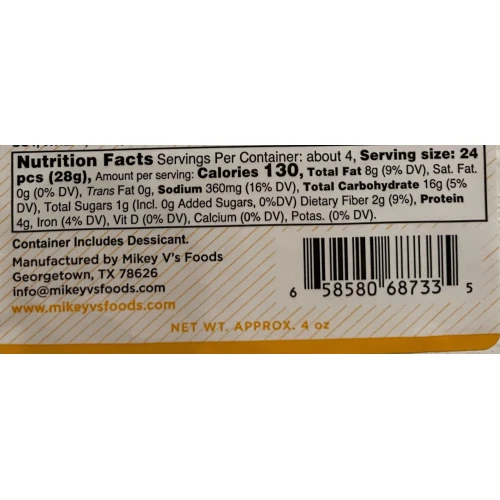 Nutrition Facts Servings Per Container: about 4, Serving size: 24
pcs (28g), Amount per serving: Calories 130, Total Fat 8g (9% DV), Sat. Fat.
0g (0% DV), Trans Fat 0g, Sodium 360mg (16% DV), Total Carbohydrate 16g (5%
DV), Total Sugars 1g (Incl. 0g Added Sugars, 0%DV) Dietary Fiber 2g (9%), Protein
4g, Iron (4% DV), Vit D (0% DV), Calcium (0% DV), Potas. (0% DV).
Container Includes Dessicant.
Manufactured by Mikey V's Foods
Georgetown, TX 78626
info@mikeyvsfoods.com
www.mikeyvsfoods.com
6 58580 68733 5
NET WT. APPROX. 4 oz